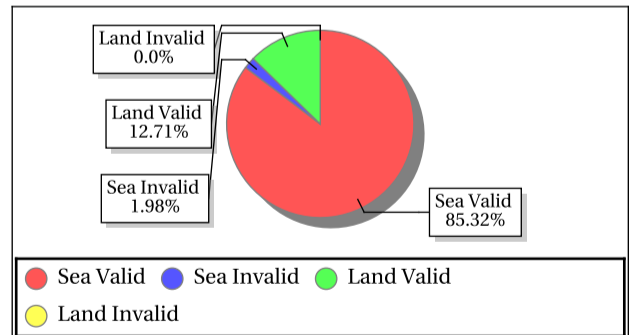 Land Invalid
0.0%
Land Valid
12.71%
Sea Invalid
1.98%
Sea Valid
85.32%
Sea Valid Sea Invalid Land Valid
Land Invalid